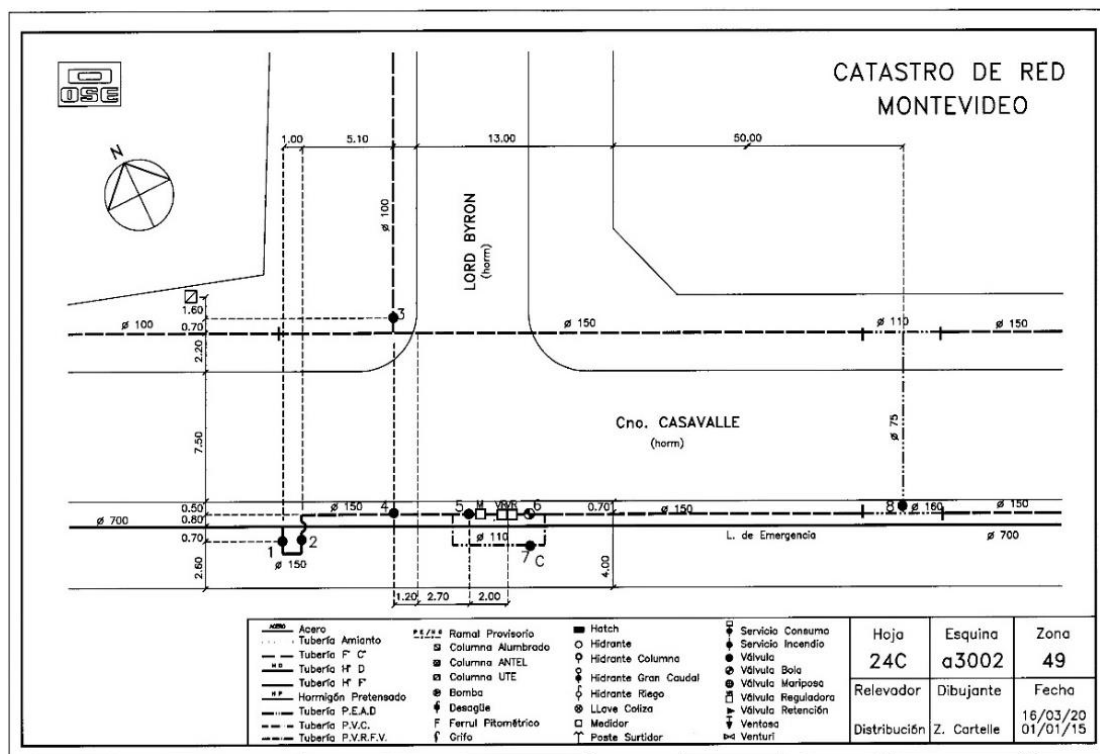 OSE
CATASTRO DE RED
MONTEVIDEO
N
1.00
5.10
13.00
50.00
ø 100
LORD BYRON
(horm)
1.60
0.70
2.20
7.50
0.50
0.80
0.70
2.60
ø 100
3
ø 150
ø 110
ø 150
Cno. CASAVALLE
(horm)
ø 75
ø 150
4
5
M
VR
VR
6
0.70
ø 150
8
ø 160
ø 150
ø 700
1
2
ø 150
ø 110
7
C
L. de Emergencia
ø 700
4.00
1.20
2.70
2.00
ACERO Acero
Tubería Amianto
Tubería Fº Cº
H D Tubería Hº D
Tubería Hº Fº
H P Hormigón Pretensado
Tubería P.E.A.D
Tubería P.V.C.
Tubería P.V.R.F.V.
Ramal Provisorio
Columna Alumbrado
Columna ANTEL
Columna UTE
Bomba
Desagüe
F Ferrul Pitométrico
Grifo
Hatch
Hidrante
Hidrante Columna
Hidrante Gran Caudal
Hidrante Riego
LLave Coliza
Medidor
Poste Surtidor
Servicio Consumo
Servicio Incendio
Válvula
Válvula Bola
Válvula Mariposa
Válvula Reguladora
Válvula Retención
Ventosa
Venturi
Hoja
24C
Esquina
a3002
Zona
49
Relevador
Distribución
Dibujante
Z. Cartelle
Fecha
16/03/20
01/01/15